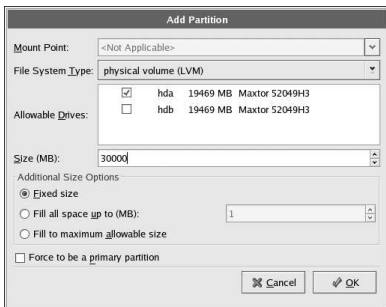 Add Partition
Mount Point: <Not Applicable>
File System Type: physical volume (LVM)
Allowable Drives:
hda 19469 MB Maxtor 52049H3
hdb 19469 MB Maxtor 52049H3
Size (MB): 30000
Additional Size Options
Fixed size
Fill all space up to (MB): 1
Fill to maximum allowable size
Force to be a primary partition
Cancel OK